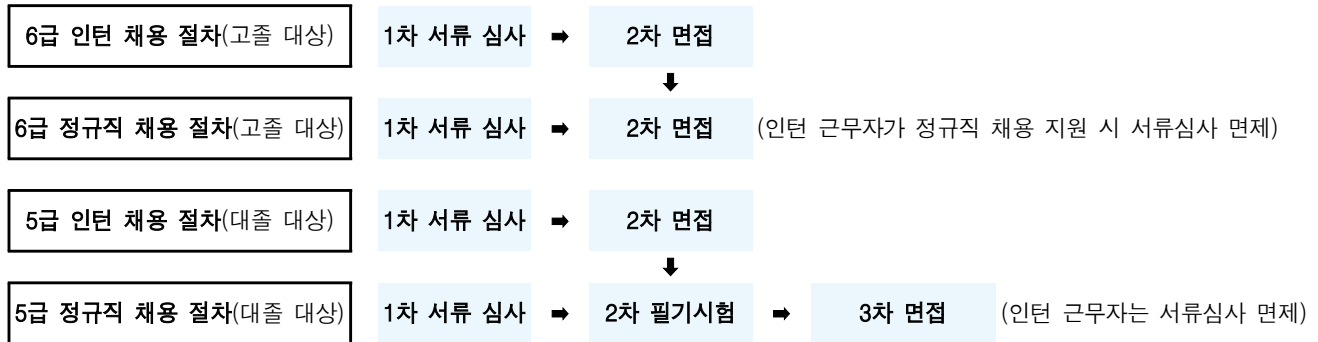 6급 인턴 채용 절차(고졸 대상) 1차 서류 심사 ➡ 2차 면접
⬇
6급 정규직 채용 절차(고졸 대상) 1차 서류 심사 ➡ 2차 면접 (인턴 근무자가 정규직 채용 지원 시 서류심사 면제)
5급 인턴 채용 절차(대졸 대상) 1차 서류 심사 ➡ 2차 면접
⬇
5급 정규직 채용 절차(대졸 대상) 1차 서류 심사 ➡ 2차 필기시험 ➡ 3차 면접 (인턴 근무자는 서류심사 면제)